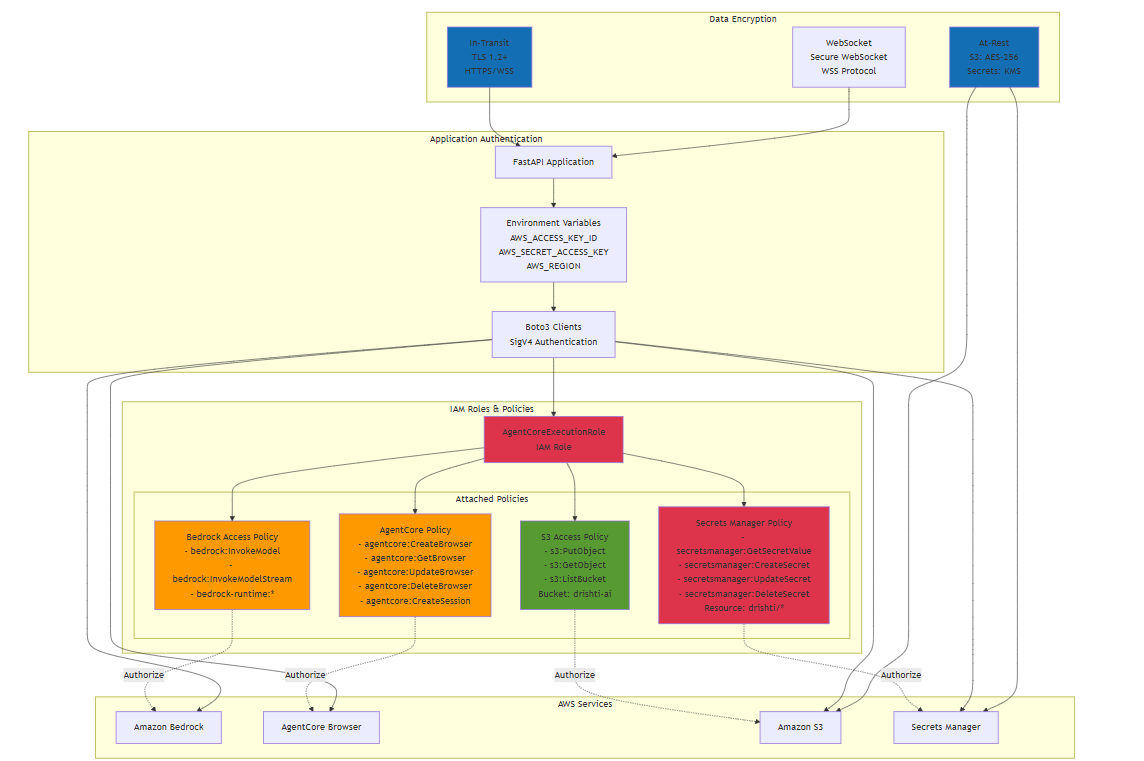 Data Encryption
In-Transit
TLS 1.2+
HTTPS/WSS
WebSocket
Secure WebSocket
WSS Protocol
At-Rest
S3: AES-256
Secrets: KMS
Application Authentication
FastAPI Application
Environment Variables
AWS_ACCESS_KEY_ID
AWS_SECRET_ACCESS_KEY
AWS_REGION
Boto3 Clients
SigV4 Authentication
IAM Roles & Policies
AgentCoreExecutionRole
IAM Role
Attached Policies
Bedrock Access Policy
- bedrock:InvokeModel
-
bedrock:InvokeModelStream
- bedrock-runtime:*
AgentCore Policy
- agentcore:CreateBrowser
- agentcore:GetBrowser
- agentcore:UpdateBrowser
- agentcore:DeleteBrowser
- agentcore:CreateSession
S3 Access Policy
- s3:PutObject
- s3:GetObject
- s3:ListBucket
Bucket: drishti-ai
Secrets Manager Policy
-
secretsmanager:GetSecretValue
- secretsmanager:CreateSecret
- secretsmanager:UpdateSecret
- secretsmanager:DeleteSecret
Resource: drishti/*
Authorize
Authorize
Authorize
Authorize
AWS Services
Amazon Bedrock
AgentCore Browser
Amazon S3
Secrets Manager